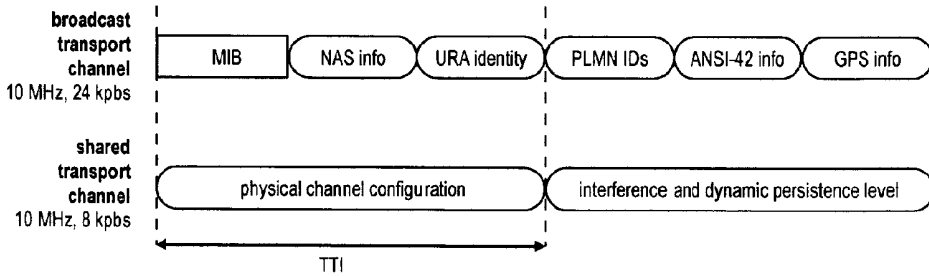 broadcast
transport
channel
10 MHz, 24 kpbs
MIB
NAS info
URA identity
PLMN IDs
ANSI-42 info
GPS info
shared
transport
channel
10 MHz, 8 kpbs
physical channel configuration
interference and dynamic persistence level
TTI